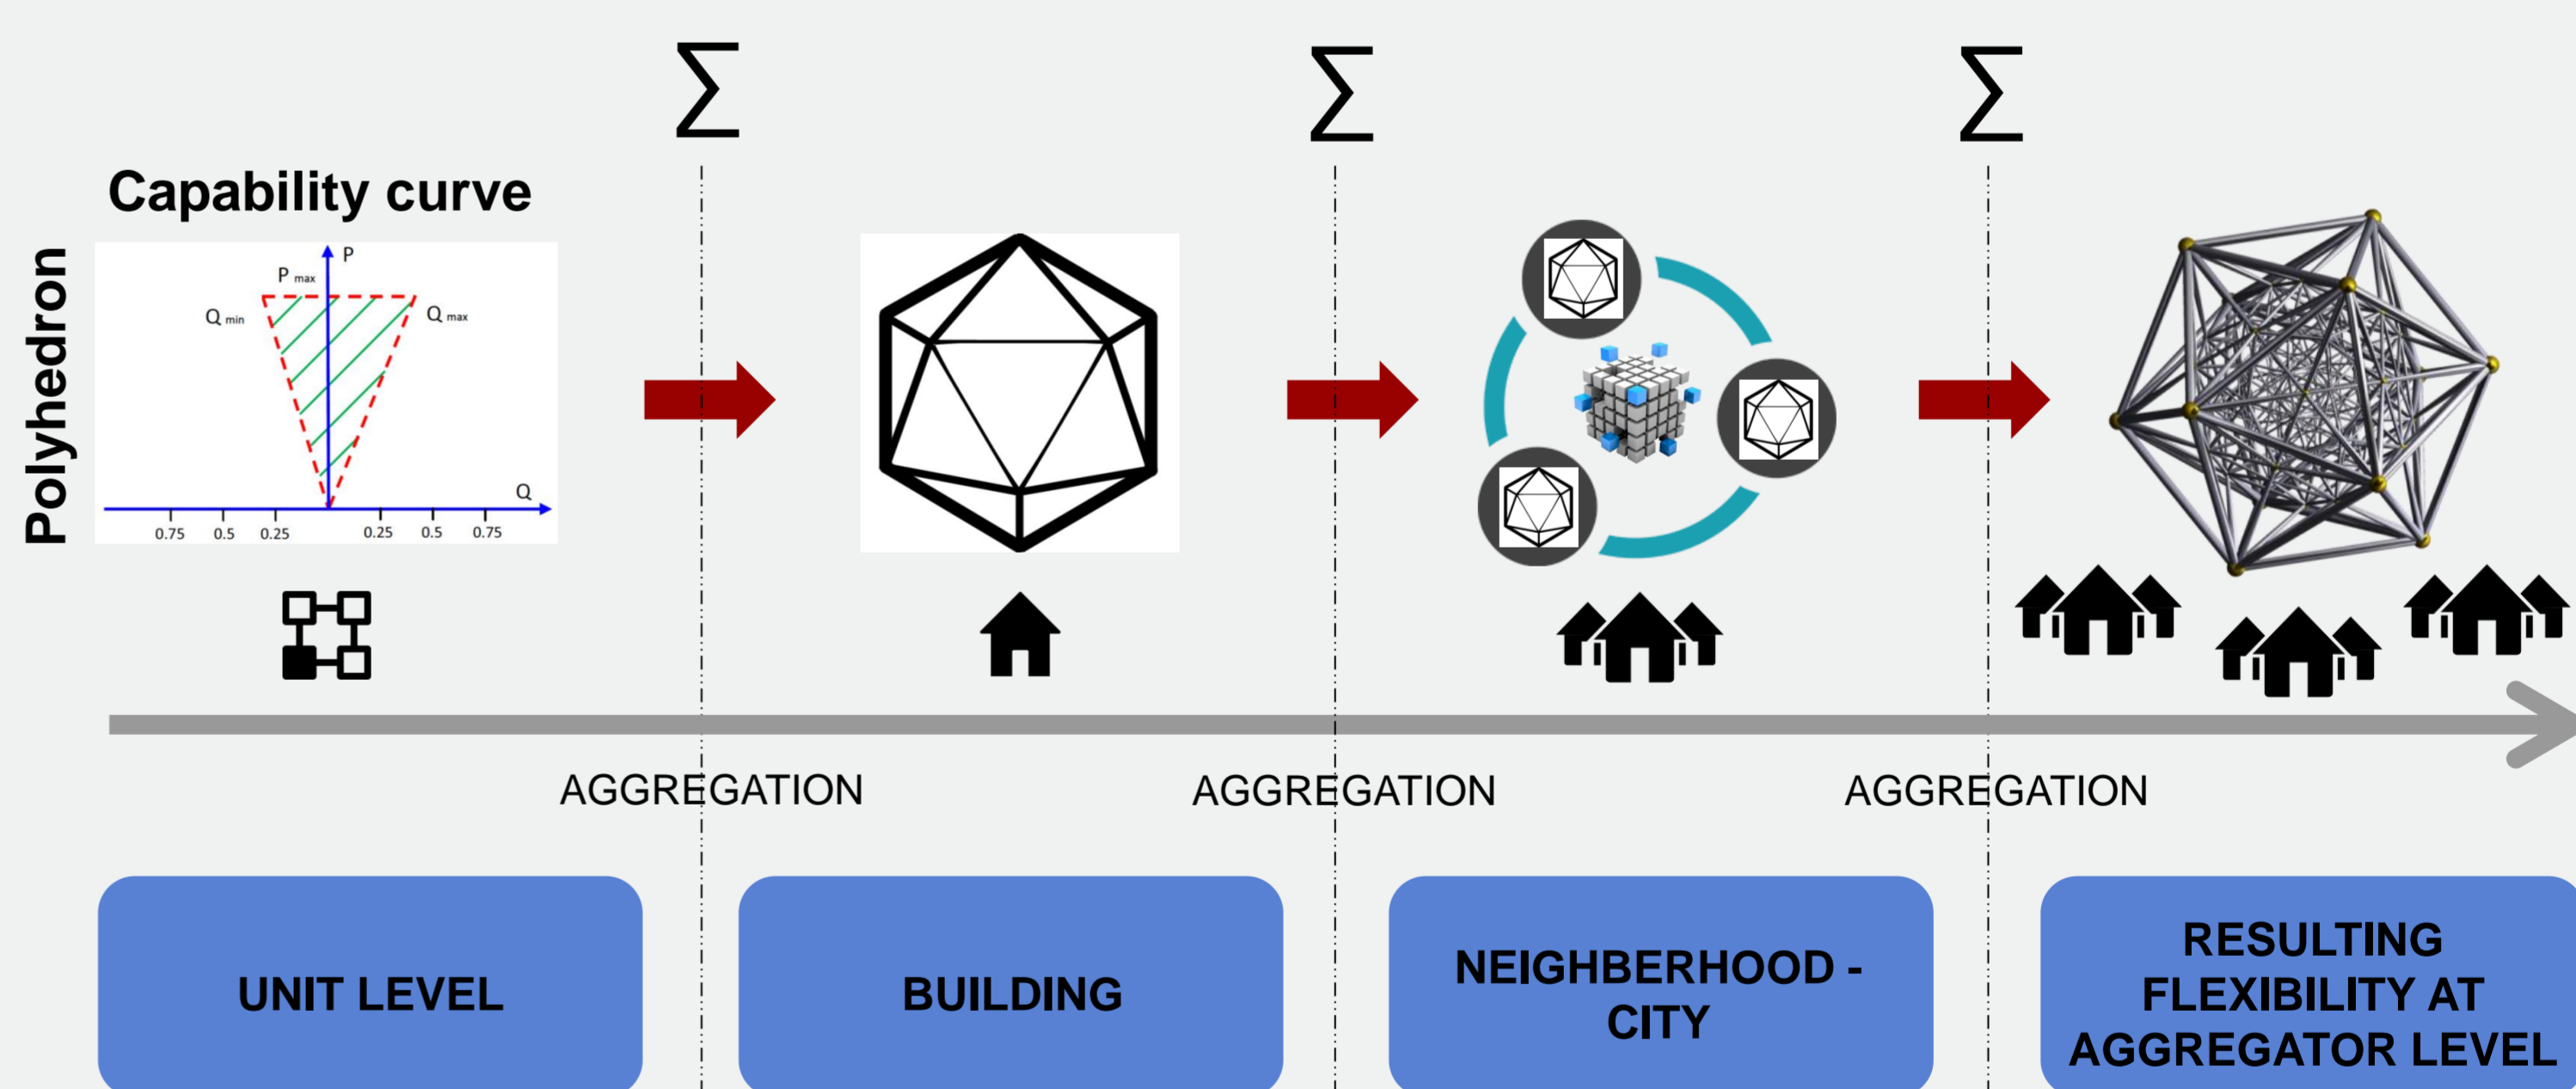 ∑
∑
∑
Capability curve
Polyhedron
P
P max
Q min
Q max
Q
0.75 0.5 0.25 0.25 0.5 0.75
AGGREGATION
AGGREGATION
AGGREGATION
UNIT LEVEL
BUILDING
NEIGHBERHOOD -
CITY
RESULTING
FLEXIBILITY AT
AGGREGATOR LEVEL